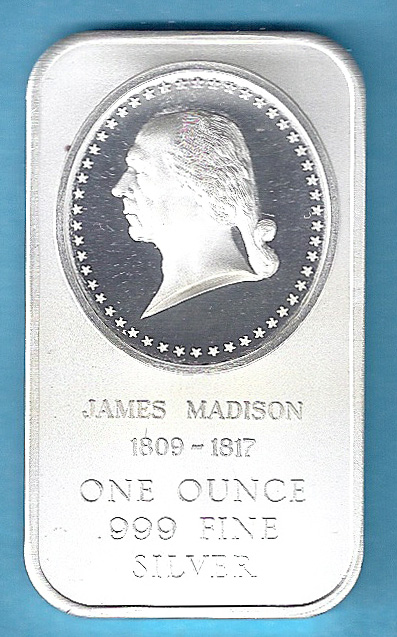 JAMES MADISON
1809-1817
ONE OUNCE
.999 FINE
SILVER